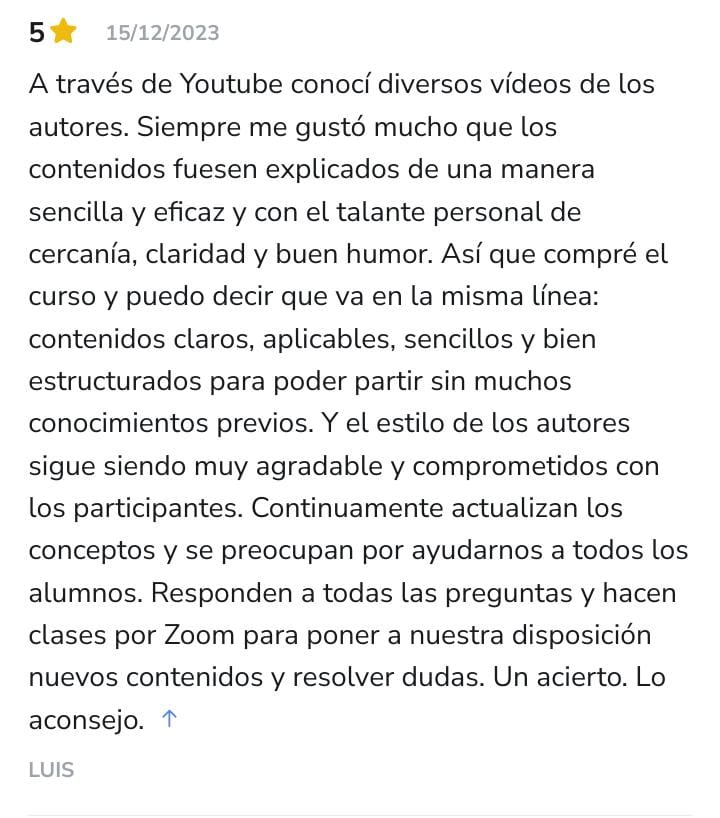 5 15/12/2023
A través de Youtube conocí diversos vídeos de los
autores. Siempre me gustó mucho que los
contenidos fuesen explicados de una manera
sencilla y eficaz y con el talante personal de
cercanía, claridad y buen humor. Así que compré el
curso y puedo decir que va en la misma línea:
contenidos claros, aplicables, sencillos y bien
estructurados para poder partir sin muchos
conocimientos previos. Y el estilo de los autores
sigue siendo muy agradable y comprometidos con
los participantes. Continuamente actualizan los
conceptos y se preocupan por ayudarnos a todos los
alumnos. Responden a todas las preguntas y hacen
clases por Zoom para poner a nuestra disposición
nuevos contenidos y resolver dudas. Un acierto. Lo
aconsejo. ↑
LUIS